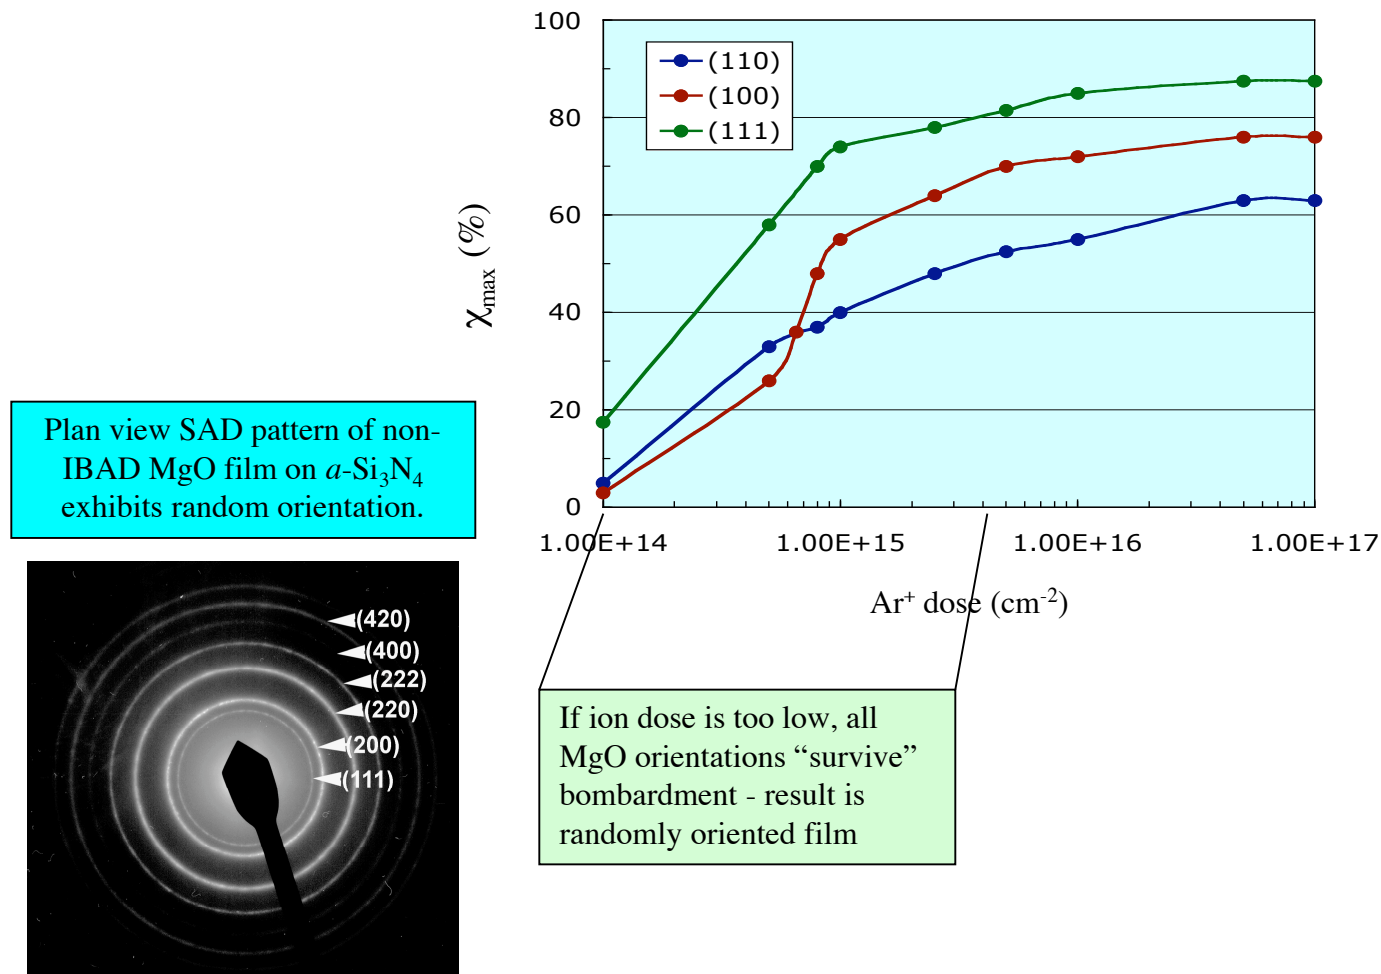 100
80
60
40
20
0
χmax (%)
(110)
(100)
(111)
1.00E+14 1.00E+15 1.00E+16 1.00E+17
Ar+ dose (cm-2)
Plan view SAD pattern of non-
IBAD MgO film on a-Si3N4
exhibits random orientation.
(420)
(400)
(222)
(220)
(200)
(111)
If ion dose is too low, all
MgO orientations “survive”
bombardment - result is
randomly oriented film